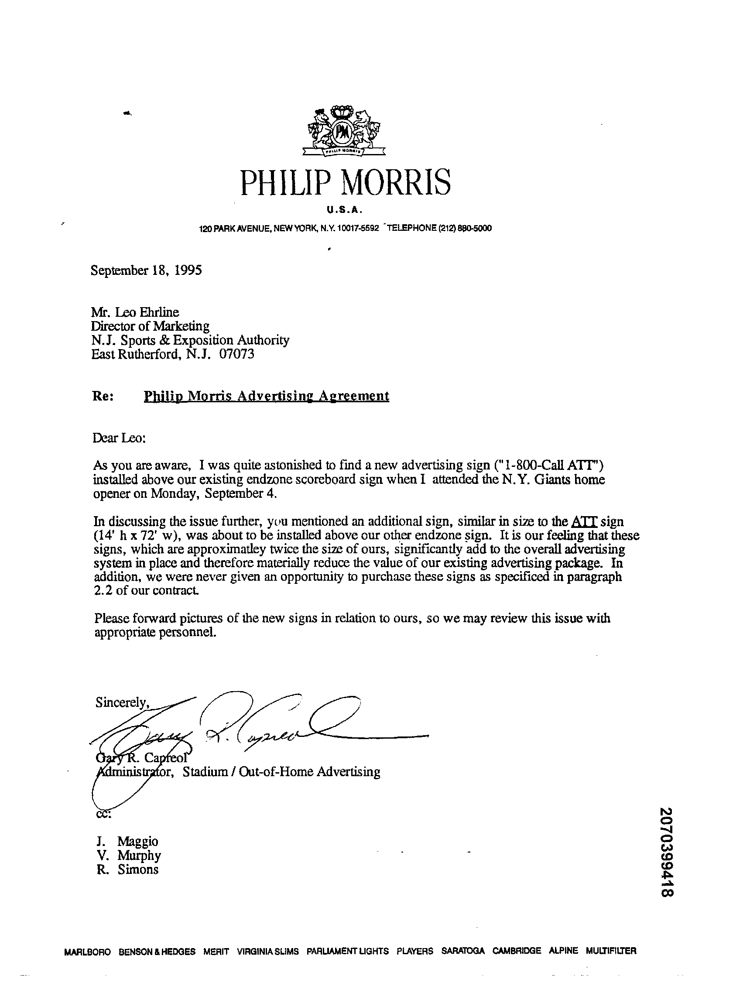 PM
PHILIP MORRIS
PHILIP MORRIS
U.S.A.
120 PARK AVENUE, NEW YORK, N.Y. 10017-5592 TELEPHONE (212) 880-5000
September 18, 1995
Mr. Leo Ehrline
Director of Marketing
N.J. Sports & Exposition Authority
East Rutherford, N.J. 07073
Re: Philip Morris Advertising Agreement
Dear Leo:
As you are aware, I was quite astonished to find a new advertising sign ("1-800-Call ATT")
installed above our existing endzone scoreboard sign when I attended the N.Y. Giants home
opener on Monday, September 4.
In discussing the issue further, you mentioned an additional sign, similar in size to the ATT sign
(14' h x 72' w), was about to be installed above our other endzone sign. It is our feeling that these
signs, which are approximatley twice the size of ours, significantly add to the overall advertising
system in place and therefore materially reduce the value of our existing advertising package. In
addition, we were never given an opportunity to purchase these signs as specificed in paragraph
2.2 of our contract.
Please forward pictures of the new signs in relation to ours, so we may review this issue with
appropriate personnel.
Sincerely,
Gary R. Capreol
Gary R. Capreol
Administrator, Stadium / Out-of-Home Advertising
cc:
J. Maggio
V. Murphy
R. Simons
2070399418
MARLBORO BENSON & HEDGES MERIT VIRGINIA SLIMS PARLIAMENT LIGHTS PLAYERS SARATOGA CAMBRIDGE ALPINE MULTIFILTER